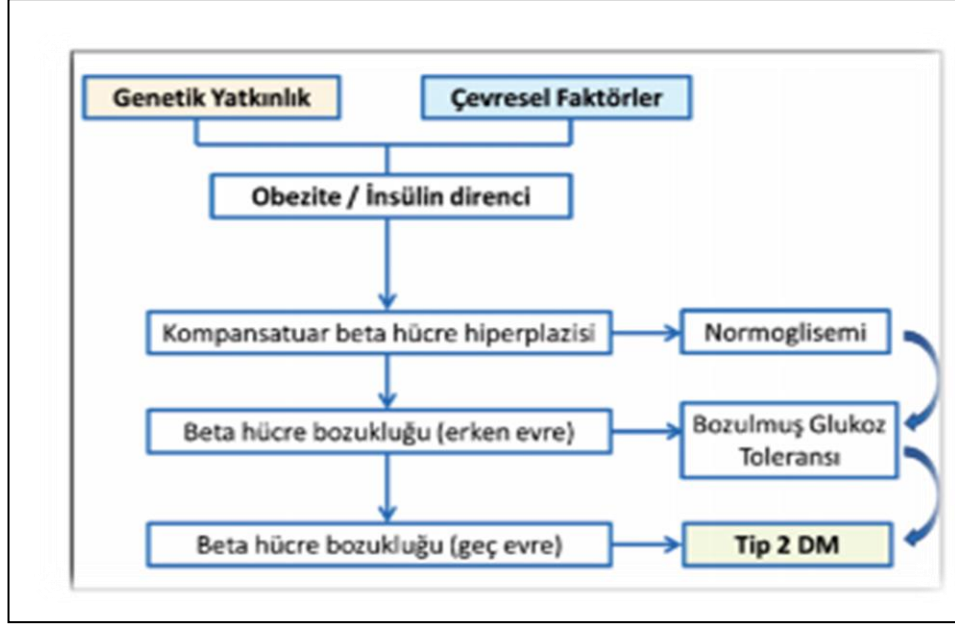 Genetik Yatkınlık
Çevresel Faktörler
Obezite / İnsülin direnci
Kompansatuar beta hücre hiperplazisi
Normoglisemi
Beta hücre bozukluğu (erken evre)
Bozulmuş Glukoz
Toleransı
Beta hücre bozukluğu (geç evre)
Tip 2 DM